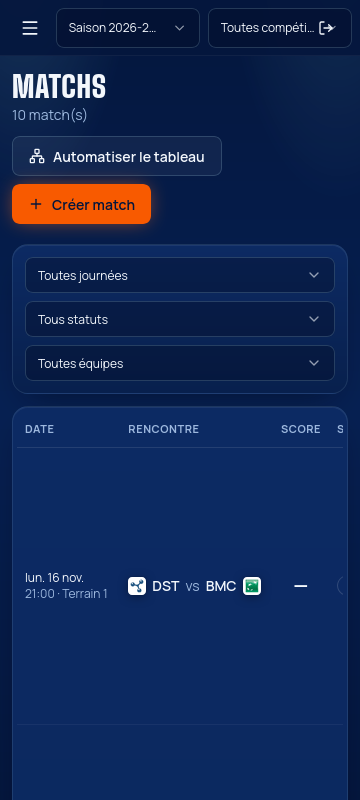 Saison 2026-2...
Toutes compéti...
MATCHS
10 match(s)
Automatiser le tableau
Créer match
Toutes journées
Tous statuts
Toutes équipes
DATE RENCONTRE SCORE S
lun. 16 nov.
21:00 · Terrain 1
DST vs BMC —